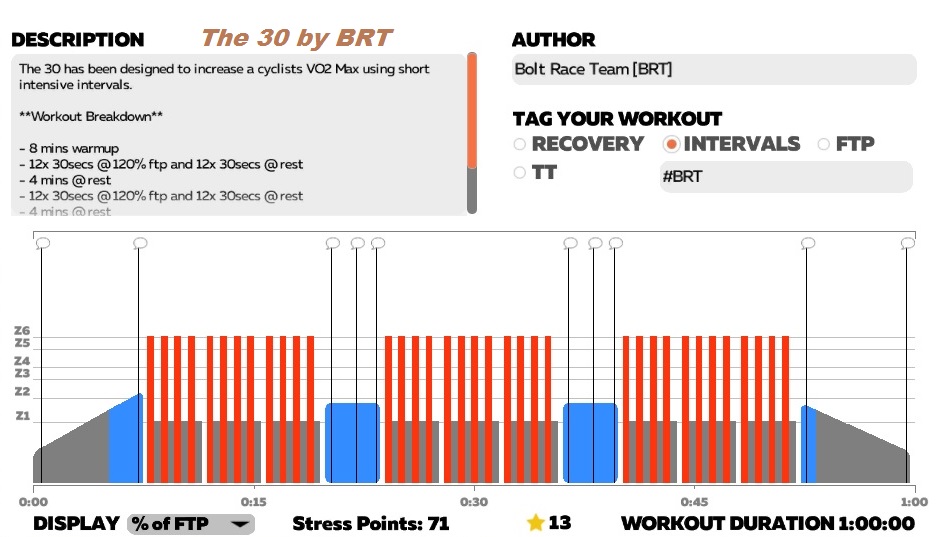 DESCRIPTION
The 30 by BRT
The 30 has been designed to increase a cyclists VO2 Max using short
intensive intervals.
**Workout Breakdown**
- 8 mins warmup
- 12x 30secs @120% ftp and 12x 30secs @rest
- 4 mins @rest
- 12x 30secs @120% ftp and 12x 30secs @rest
- 4 mins @rest
AUTHOR
Bolt Race Team [BRT]
TAG YOUR WORKOUT
RECOVERY
INTERVALS
FTP
TT
#BRT
Z6
Z5
Z4
Z3
Z2
Z1
0:00
0:15
0:30
0:45
1:00
DISPLAY
% of FTP
Stress Points: 71
13
WORKOUT DURATION 1:00:00